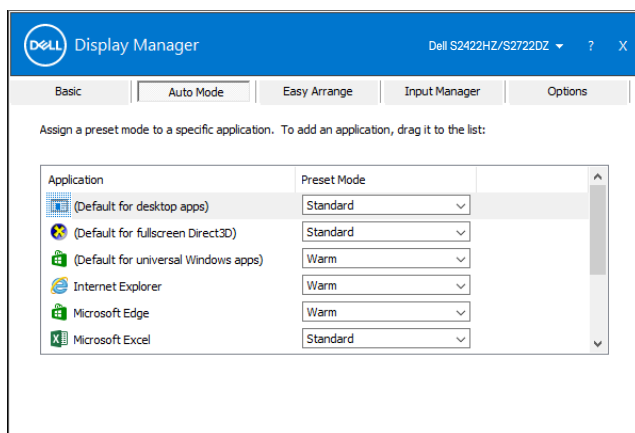 DELL Display Manager Dell S2422HZ/S2722DZ ? X
Basic Auto Mode Easy Arrange Input Manager Options
Assign a preset mode to a specific application. To add an application, drag it to the list:
Application Preset Mode
(Default for desktop apps) Standard
(Default for fullscreen Direct3D) Standard
(Default for universal Windows apps) Warm
Internet Explorer Warm
Microsoft Edge Warm
Microsoft Excel Standard